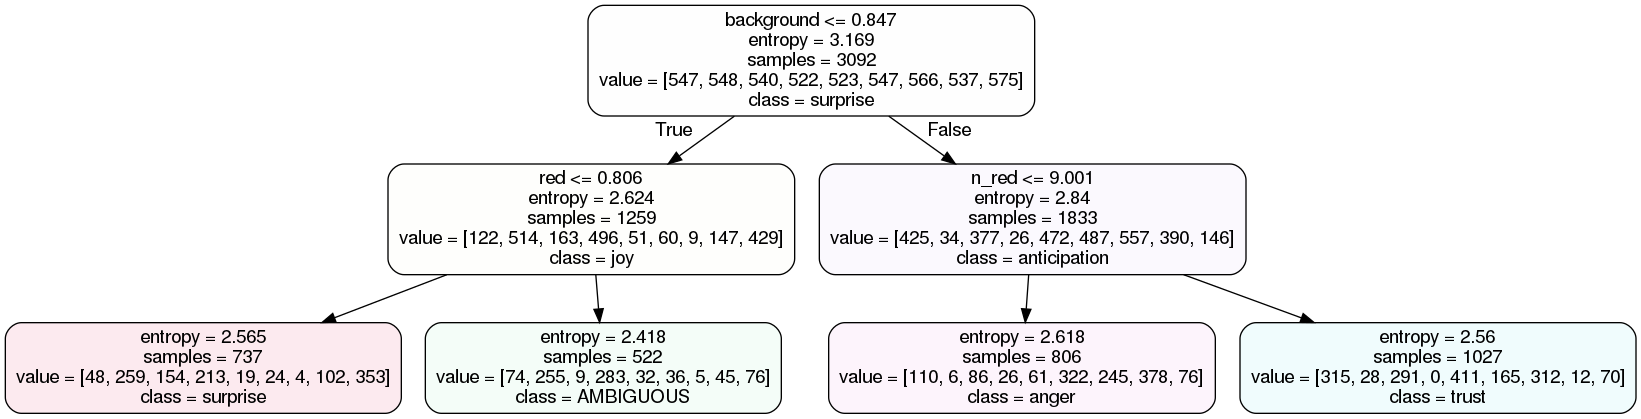 background <= 0.847
entropy = 3.169
samples = 3092
value = [547, 548, 540, 522, 523, 547, 566, 537, 575]
class = surprise
True
False
red <= 0.806
entropy = 2.624
samples = 1259
value = [122, 514, 163, 496, 51, 60, 9, 147, 429]
class = joy
n_red <= 9.001
entropy = 2.84
samples = 1833
value = [425, 34, 377, 26, 472, 487, 557, 390, 146]
class = anticipation
entropy = 2.565
samples = 737
value = [48, 259, 154, 213, 19, 24, 4, 102, 353]
class = surprise
entropy = 2.418
samples = 522
value = [74, 255, 9, 283, 32, 36, 5, 45, 76]
class = AMBIGUOUS
entropy = 2.618
samples = 806
value = [110, 6, 86, 26, 61, 322, 245, 378, 76]
class = anger
entropy = 2.56
samples = 1027
value = [315, 28, 291, 0, 411, 165, 312, 12, 70]
class = trust